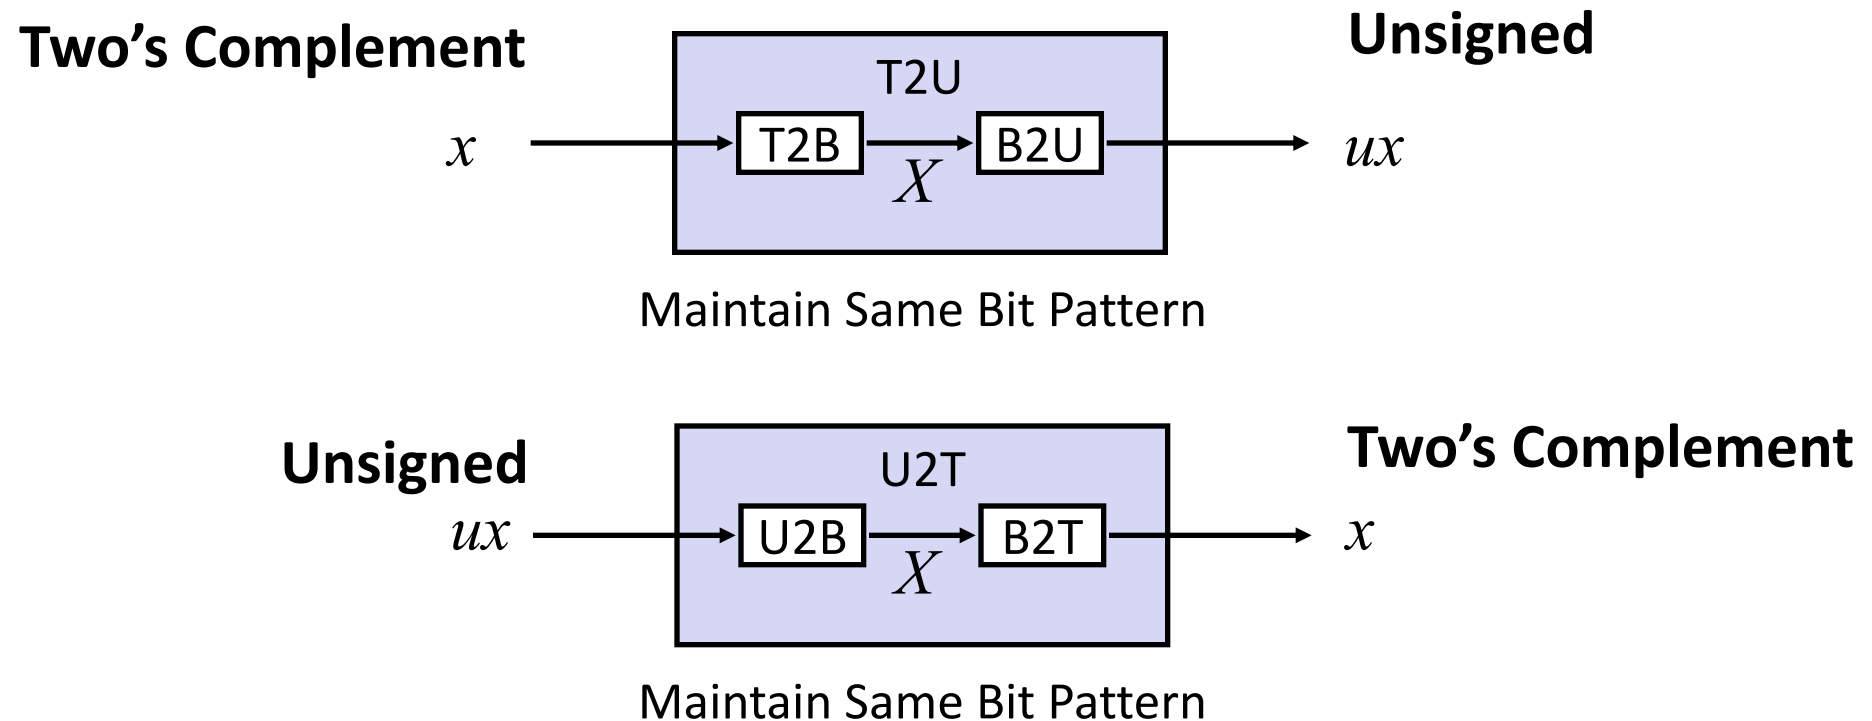 Two’s Complement
Unsigned
T2U
x
T2B
X
B2U
ux
Maintain Same Bit Pattern
Unsigned
Two’s Complement
U2T
ux
U2B
X
B2T
x
Maintain Same Bit Pattern